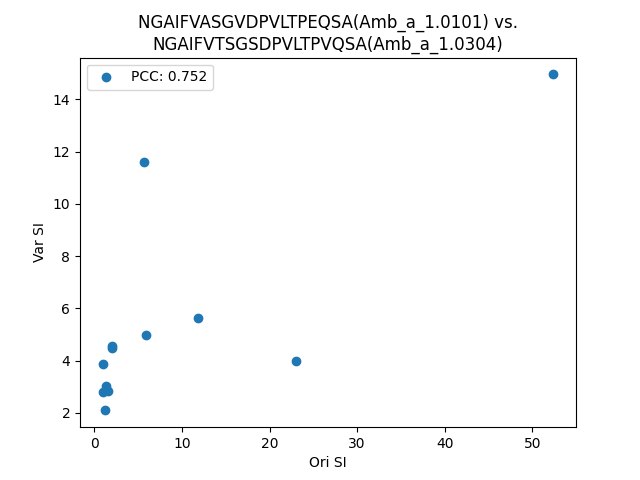 NGAIFVASGVDPVLTPEQSA(Amb_a_1.0101) vs.
NGAIFVTSGSDPVLTPVQSA(Amb_a_1.0304)
PCC: 0.752
14
12
10
8
6
4
2
Var SI
0 10 20 30 40 50
Ori SI